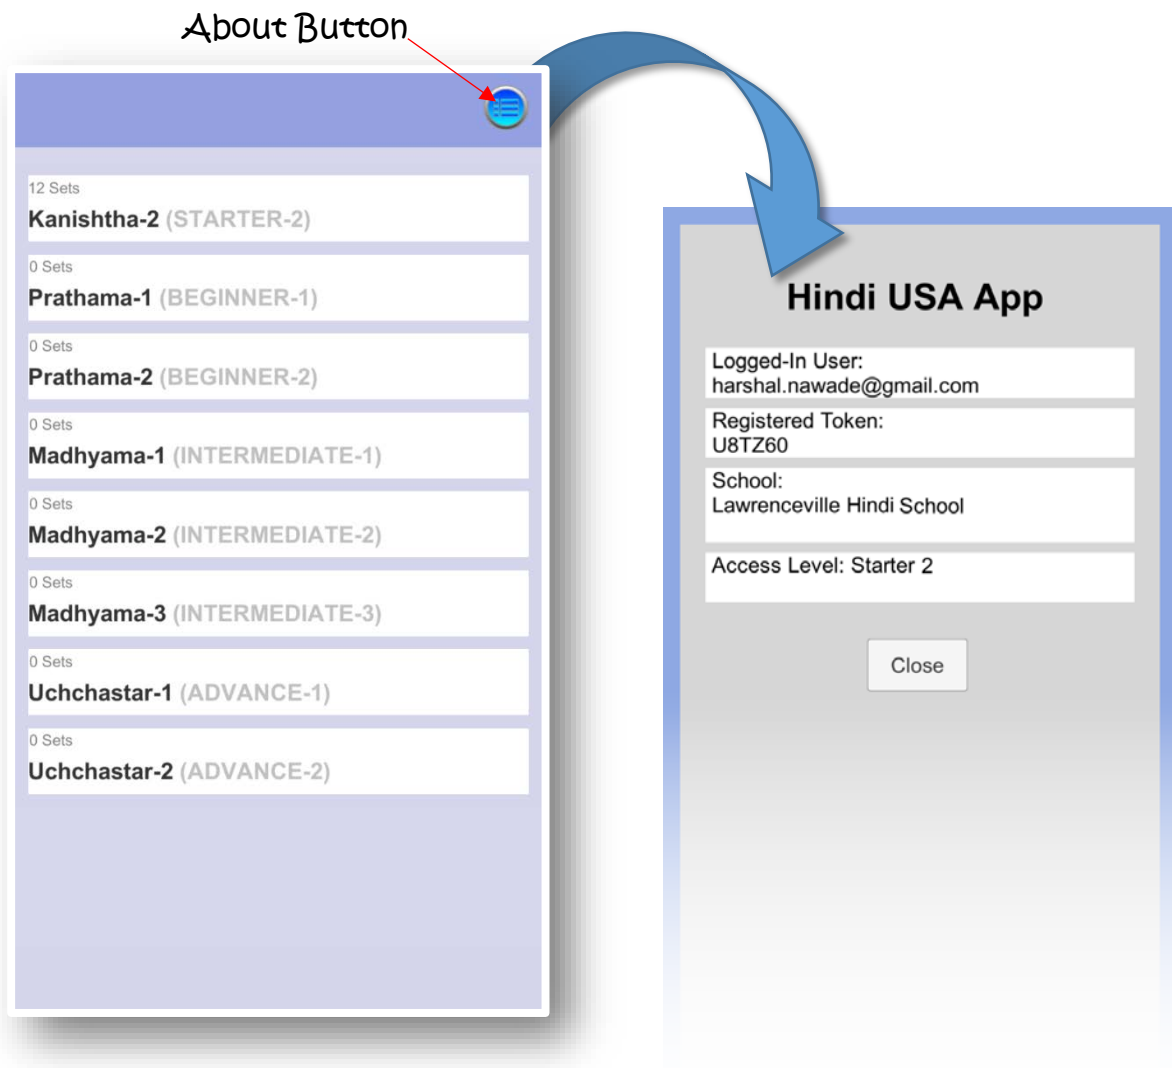 About Button
12 Sets
Kanishtha-2 (STARTER-2)
0 Sets
Prathama-1 (BEGINNER-1)
0 Sets
Prathama-2 (BEGINNER-2)
0 Sets
Madhyama-1 (INTERMEDIATE-1)
0 Sets
Madhyama-2 (INTERMEDIATE-2)
0 Sets
Madhyama-3 (INTERMEDIATE-3)
0 Sets
Uchchastar-1 (ADVANCE-1)
0 Sets
Uchchastar-2 (ADVANCE-2)
Hindi USA App
Logged-In User:
harshal.nawade@gmail.com
Registered Token:
U8TZ60
School:
Lawrenceville Hindi School
Access Level: Starter 2
Close